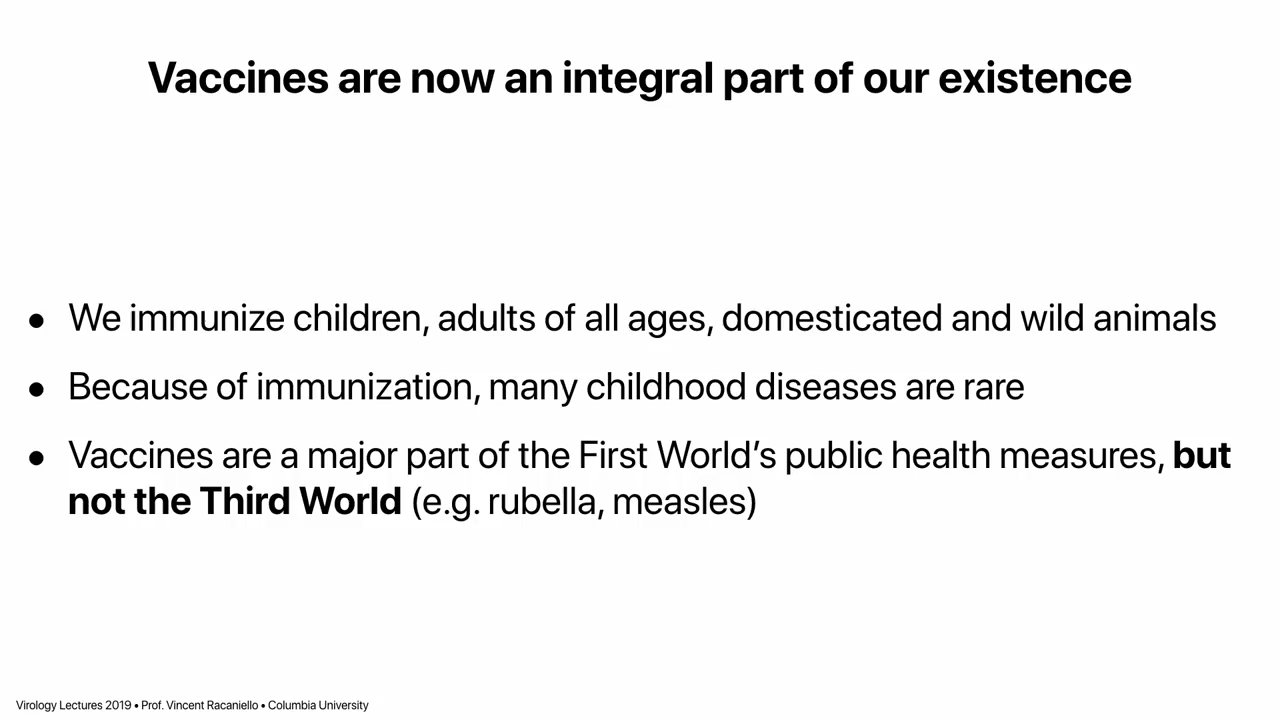 Vaccines are now an integral part of our existence
• We immunize children, adults of all ages, domesticated and wild animals
• Because of immunization, many childhood diseases are rare
• Vaccines are a major part of the First World’s public health measures, but
not the Third World (e.g. rubella, measles)
Virology Lectures 2019 • Prof. Vincent Racaniello • Columbia University